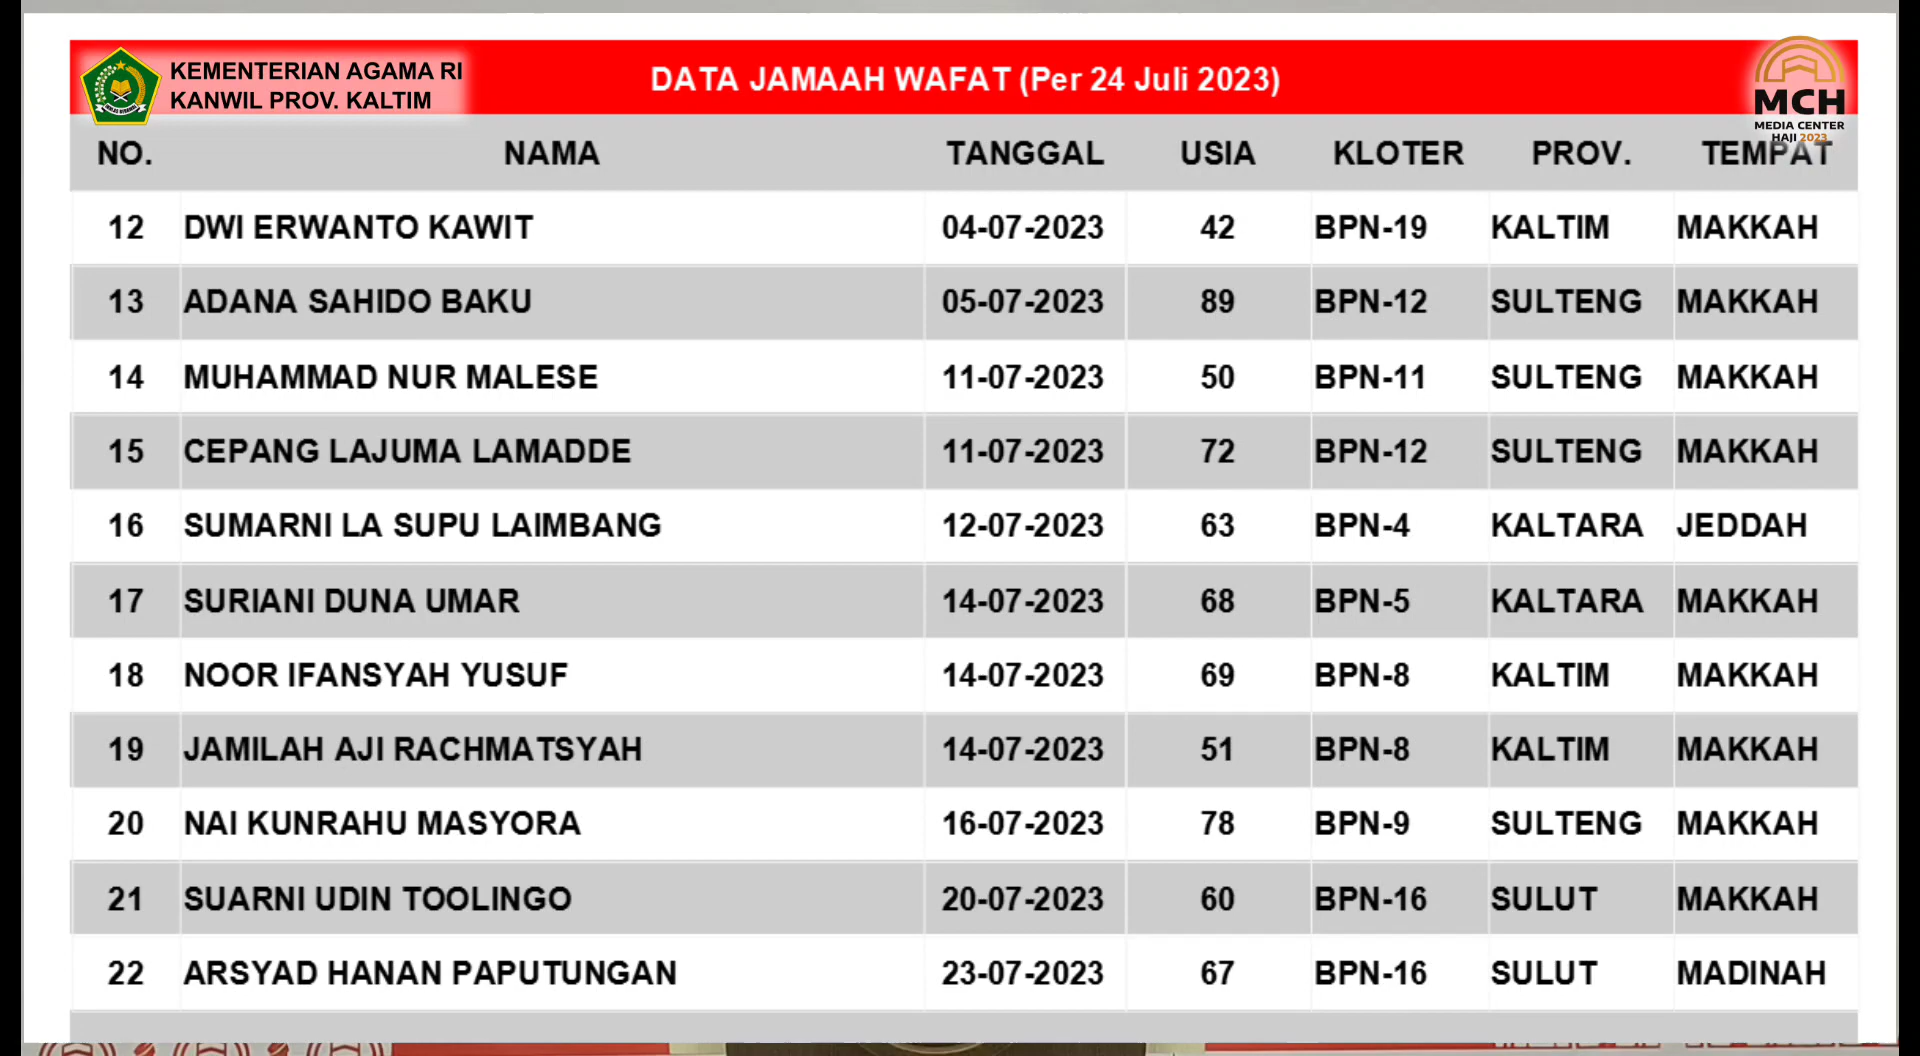 KEMENTERIAN AGAMA RI
KANWIL PROV. KALTIM
DATA JAMAAH WAFAT (Per 24 Juli 2023)
MCH
MEDIA CENTER
HAJI 2023
NO. NAMA TANGGAL USIA KLOTER PROV. TEMPAT
12 DWI ERWANTO KAWIT 04-07-2023 42 BPN-19 KALTIM MAKKAH
13 ADANA SAHIDO BAKU 05-07-2023 89 BPN-12 SULTENG MAKKAH
14 MUHAMMAD NUR MALESE 11-07-2023 50 BPN-11 SULTENG MAKKAH
15 CEPANG LAJUMA LAMADDE 11-07-2023 72 BPN-12 SULTENG MAKKAH
16 SUMARNI LA SUPU LAIMBANG 12-07-2023 63 BPN-4 KALTARA JEDDAH
17 SURIANI DUNA UMAR 14-07-2023 68 BPN-5 KALTARA MAKKAH
18 NOOR IFANSYAH YUSUF 14-07-2023 69 BPN-8 KALTIM MAKKAH
19 JAMILAH AJI RACHMATSYAH 14-07-2023 51 BPN-8 KALTIM MAKKAH
20 NAI KUNRAHU MASYORA 16-07-2023 78 BPN-9 SULTENG MAKKAH
21 SUARNI UDIN TOOLINGO 20-07-2023 60 BPN-16 SULUT MAKKAH
22 ARSYAD HANAN PAPUTUNGAN 23-07-2023 67 BPN-16 SULUT MADINAH